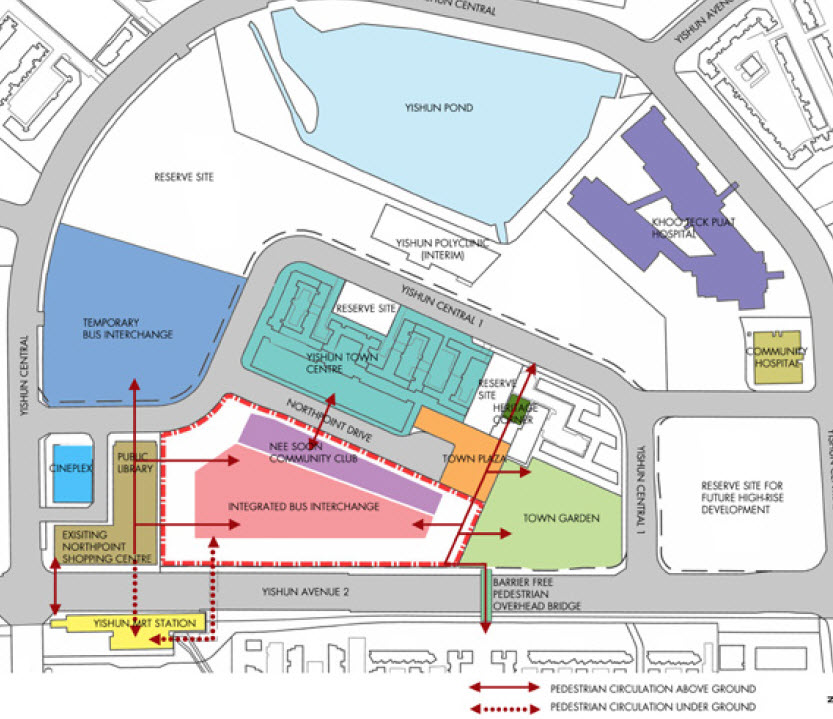 YISHUN CENTRAL
YISHUN AVENU
YISHUN POND
RESERVE SITE
KHOO TECK PUAT
HOSPITAL
YISHUN POLYCLINIC
(INTERIM)
YISHUN CENTRAL 1
RESERVE SITE
TEMPORARY
BUS INTERCHANGE
YISHUN CENTRAL
YISHUN TOWN
CENTRE
COMMUNITY
HOSPITAL
RESERVE
SITE
HERITAGE
CORNER
NORTHPOINT DRIVE
NEE SOON
COMMUNITY CLUB
TOWN PLAZA
CINEPLEX
PUBLIC
LIBRARY
INTEGRATED BUS INTERCHANGE
TOWN GARDEN
YISHUN CENTRAL 1
RESERVE SITE FOR
FUTURE HIGH-RISE
DEVELOPMENT
EXISITING
NORTHPOINT
SHOPPING CENTRE
YISHUN AVENUE 2
BARRIER FREE
PEDESTRIAN
OVERHEAD BRIDGE
YISHUN MRT STATION
PEDESTRIAN CIRCULATION ABOVE GROUND
PEDESTRIAN CIRCULATION UNDER GROUND